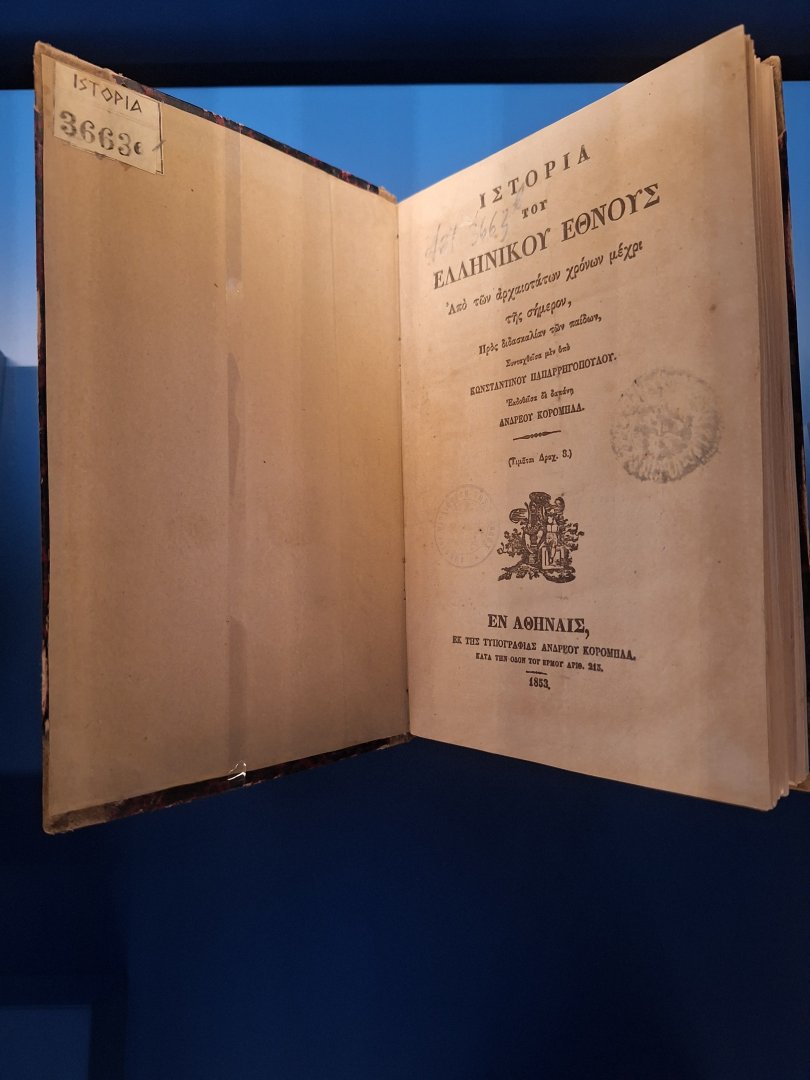 ΙΣΤΟΡΙΑ
3663
ΙΣΤΟΡΙΑ
ΤΟΥ
ΕΛΛΗΝΙΚΟΥ ΕΘΝΟΥΣ
Ἀπὸ τῶν ἀρχαιοτάτων χρόνων μέχρι
τῆς σήμερον,
Πρὸς διδασκαλίαν τῶν παίδων,
Συνταχθεῖσα μὲν ὑπὸ
ΚΩΝΣΤΑΝΤΙΝΟΥ ΠΑΠΑΡΡΗΓΟΠΟΥΛΟΥ.
Ἐκδοθεῖσα δὲ δαπάνῃ
ΑΝΔΡΕΟΥ ΚΟΡΟΜΗΛΑ.
(Τιμᾶται Δραχ. 3.)
ΕΝ ΑΘΗΝΑΙΣ,
ΕΚ ΤΗΣ ΤΥΠΟΓΡΑΦΙΑΣ ΑΝΔΡΕΟΥ ΚΟΡΟΜΗΛΑ.
ΚΑΤΑ ΤΗΝ ΟΔΟΝ ΤΟΥ ΕΡΜΟΥ ΑΡΙΘ. 215.
1853.